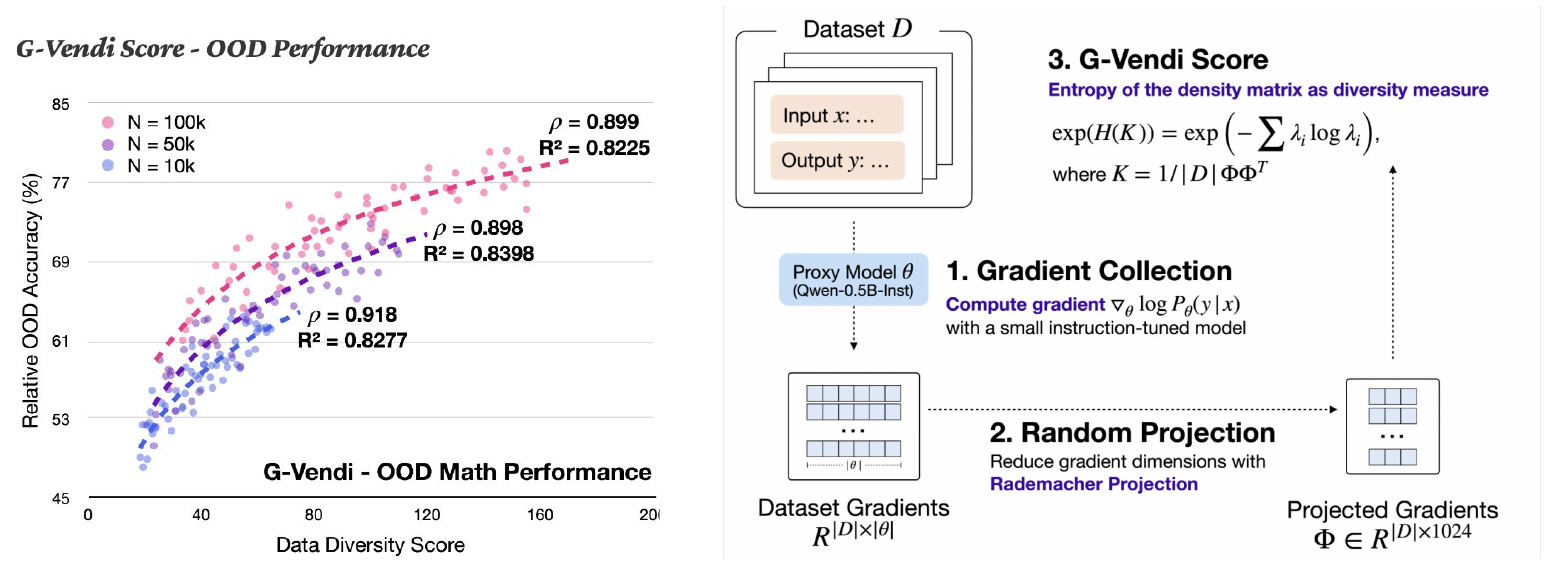 G-Vendi Score - OOD Performance
85
77
69
61
53
45
Relative OOD Accuracy (%)
N = 100k
N = 50k
N = 10k
ρ = 0.899
R² = 0.8225
ρ = 0.898
R² = 0.8398
ρ = 0.918
R² = 0.8277
G-Vendi - OOD Math Performance
0 40 80 120 160 20
Data Diversity Score
Dataset D
Input x: ...
Output y: ...
Proxy Model θ
(Qwen-0.5B-Inst)
1. Gradient Collection
Compute gradient ∇θ log Pθ(y|x)
with a small instruction-tuned model
...
|θ|
Dataset Gradients
R^{|D|×|θ|}
2. Random Projection
Reduce gradient dimensions with
Rademacher Projection
3. G-Vendi Score
Entropy of the density matrix as diversity measure
exp(H(K)) = exp (− ∑ λᵢ log λᵢ),
where K = 1/|D| ΦΦᵀ
...
Projected Gradients
Φ ∈ R^{|D|×1024}